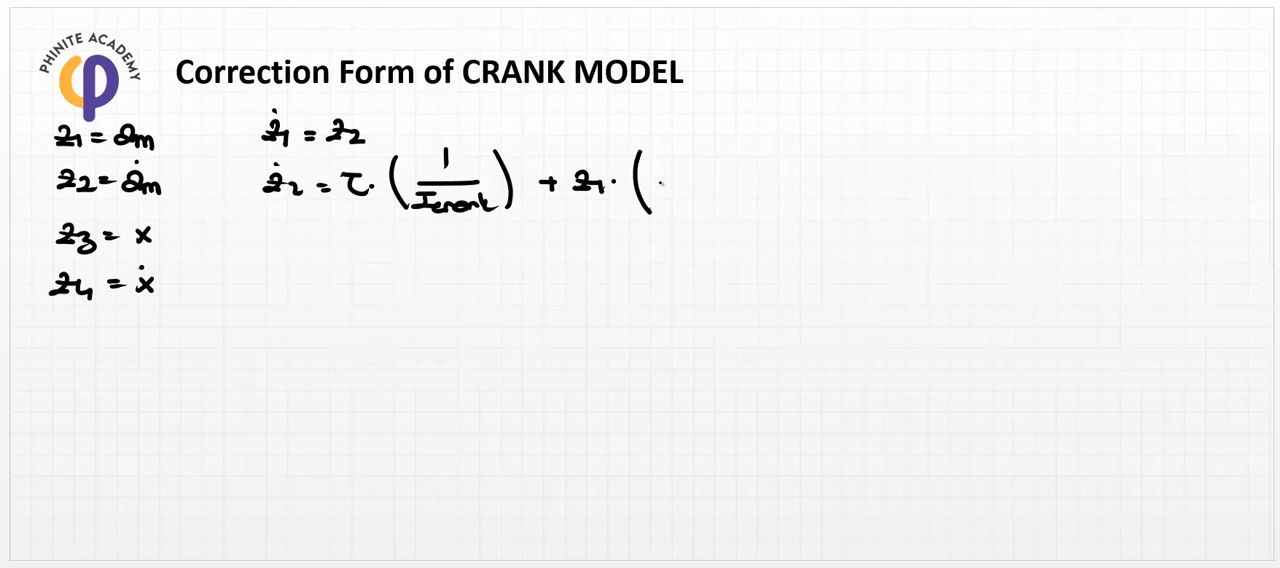 PHINITE ACADEMY
Correction Form of CRANK MODEL
z₁ = θm
z₂ = θ̇m
z₃ = x
z₄ = ẋ
ż₁ = z₂
ż₂ = τ · (1 / Icrank) + z₁ · (